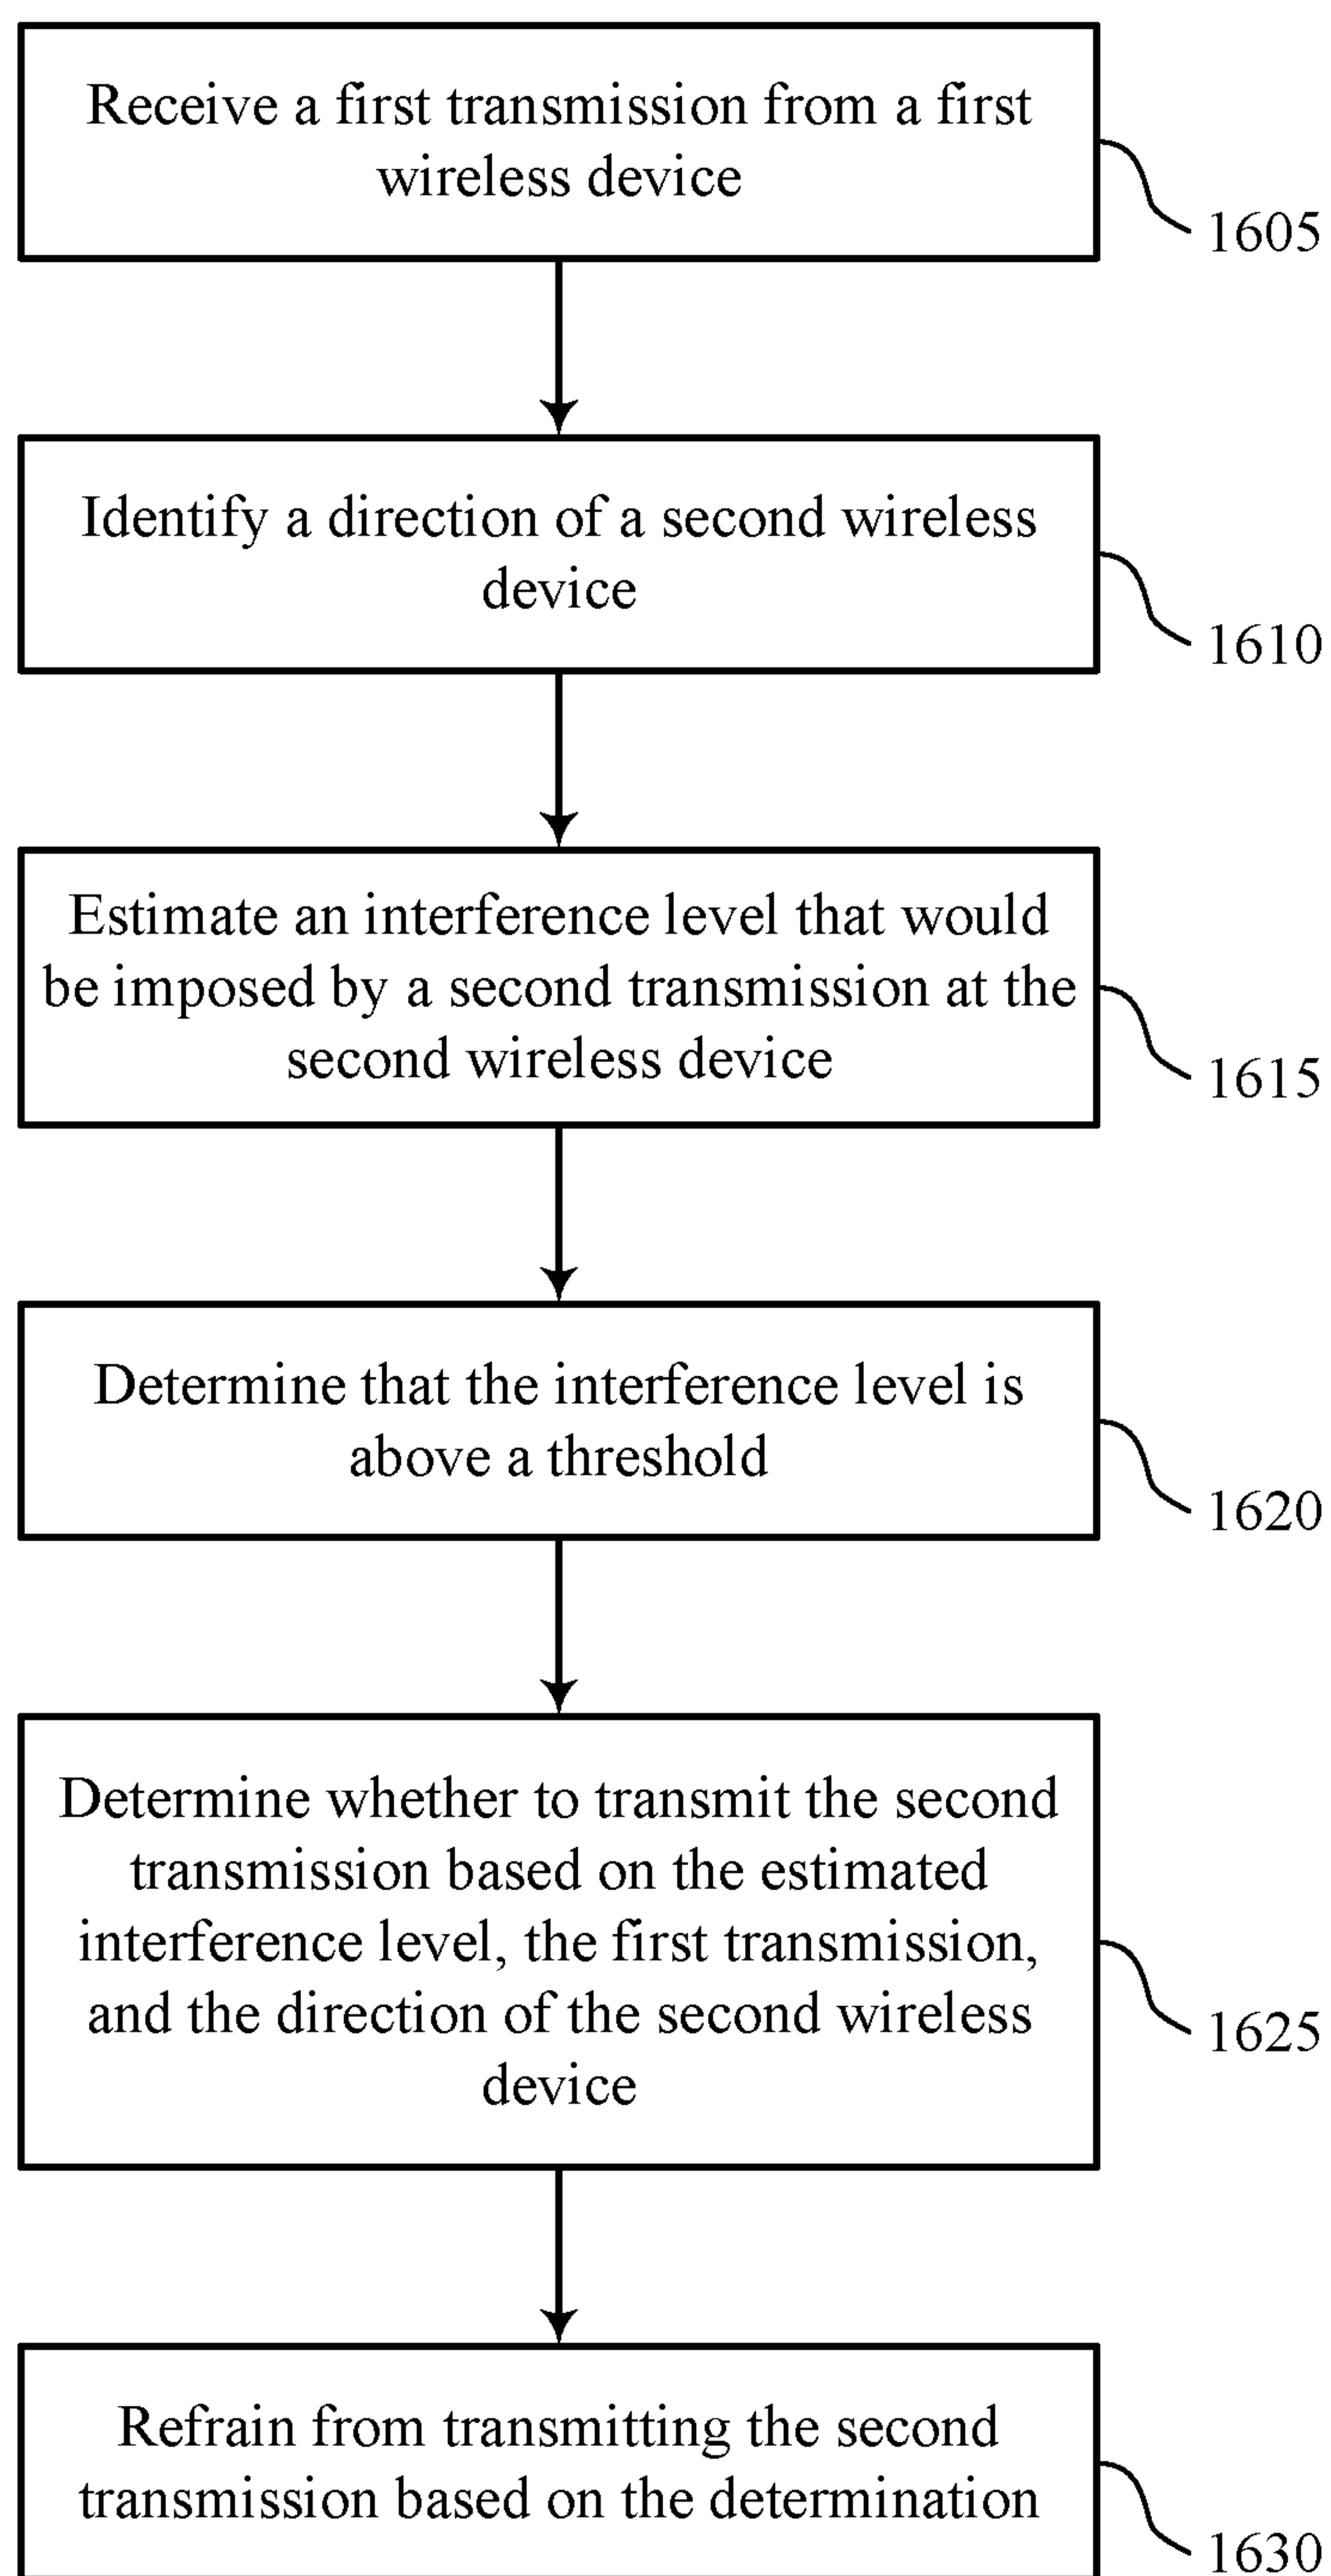 Receive a first transmission from a first
wireless device
1605
Identify a direction of a second wireless
device
1610
Estimate an interference level that would
be imposed by a second transmission at the
second wireless device
1615
Determine that the interference level is
above a threshold
1620
Determine whether to transmit the second
transmission based on the estimated
interference level, the first transmission,
and the direction of the second wireless
device
1625
Refrain from transmitting the second
transmission based on the determination
1630